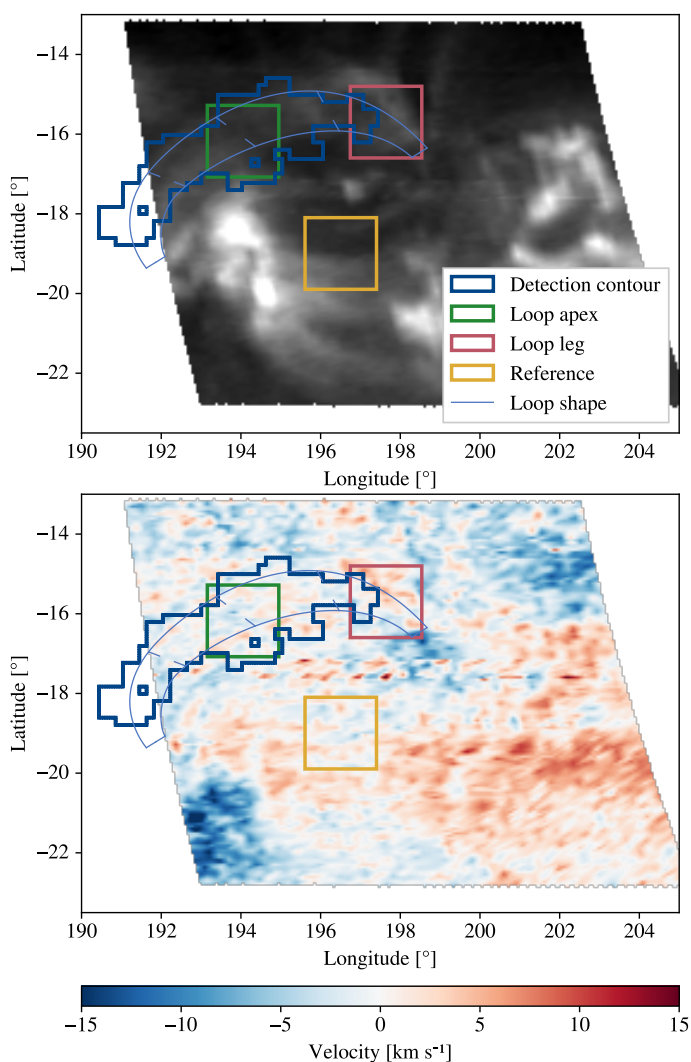 −14
−16
−18
−20
−22
Latitude [°]
Detection contour
Loop apex
Loop leg
Reference
Loop shape
190 192 194 196 198 200 202 204
Longitude [°]
−14
−16
−18
−20
−22
Latitude [°]
190 192 194 196 198 200 202 204
Longitude [°]
−15 −10 −5 0 5 10 15
Velocity [km s⁻¹]